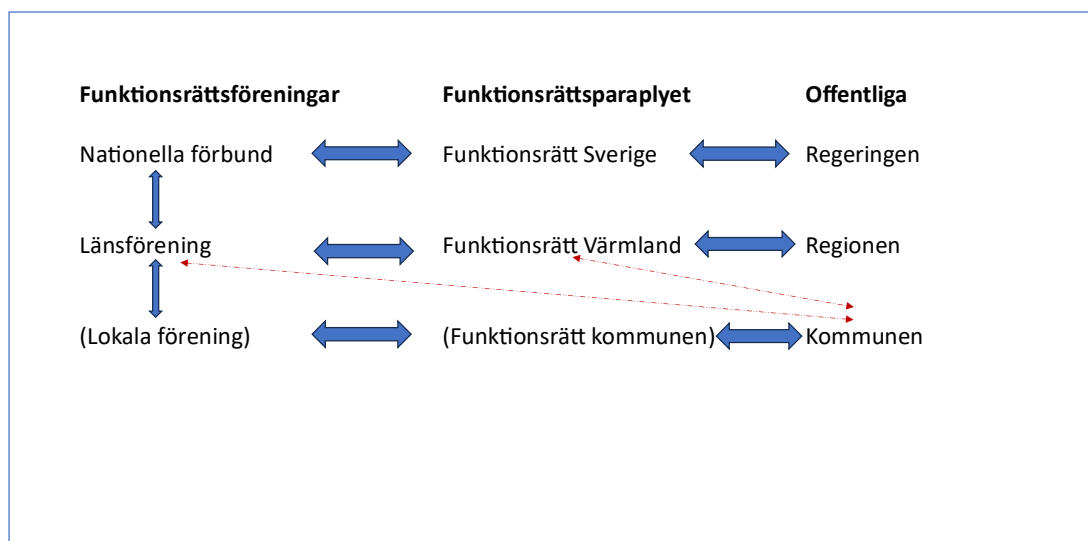 Funktionsrättsföreningar Funktionsrättsparaplyet Offentliga
Nationella förbund Funktionsrätt Sverige Regeringen
Länsförening Funktionsrätt Värmland Regionen
(Lokala förening) (Funktionsrätt kommunen) Kommunen